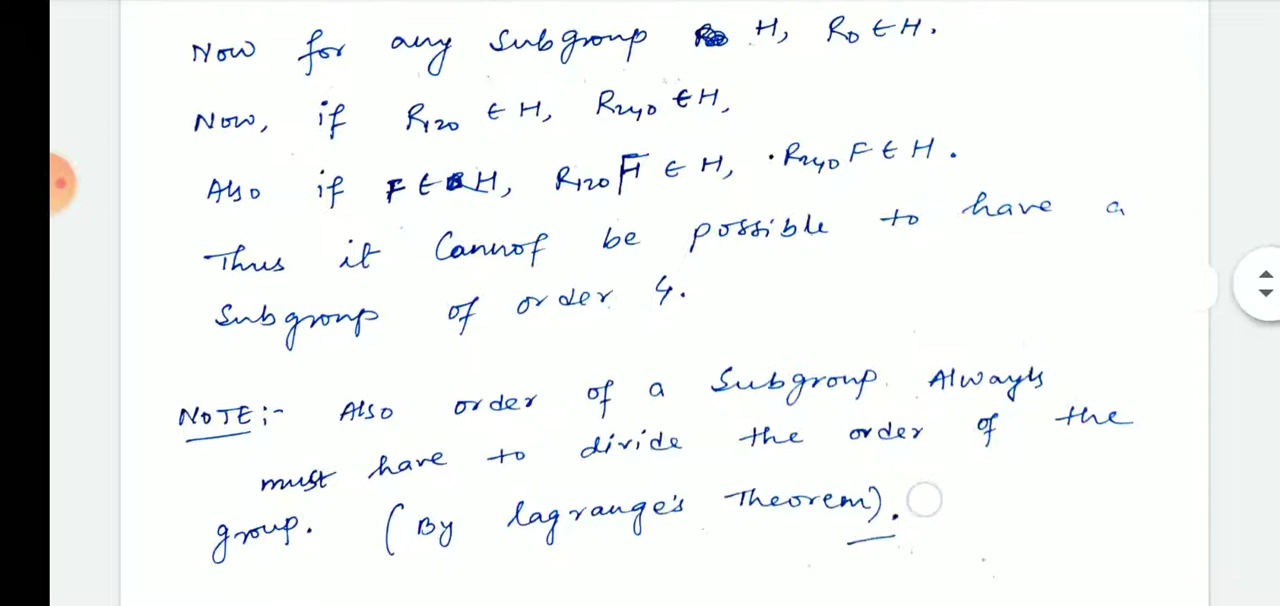 Now for any subgroup H, R₀ ∈ H.
Now, if R₁₂₀ ∈ H, R₂₄₀ ∈ H,
Also if F ∈ H, R₁₂₀ F ∈ H, · R₂₄₀ F ∈ H.
Thus it cannot be possible to have a
subgroup of order 4.
NOTE:- Also order of a subgroup Always
must have to divide the order of the
group. (By lagrange's Theorem).